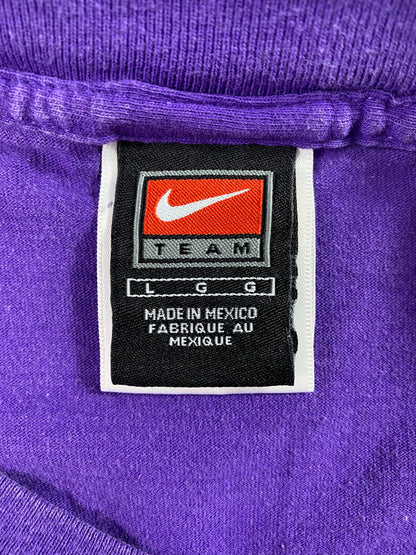 TEAM
L G G
MADE IN MEXICO
FABRIQUE AU
MEXIQUE